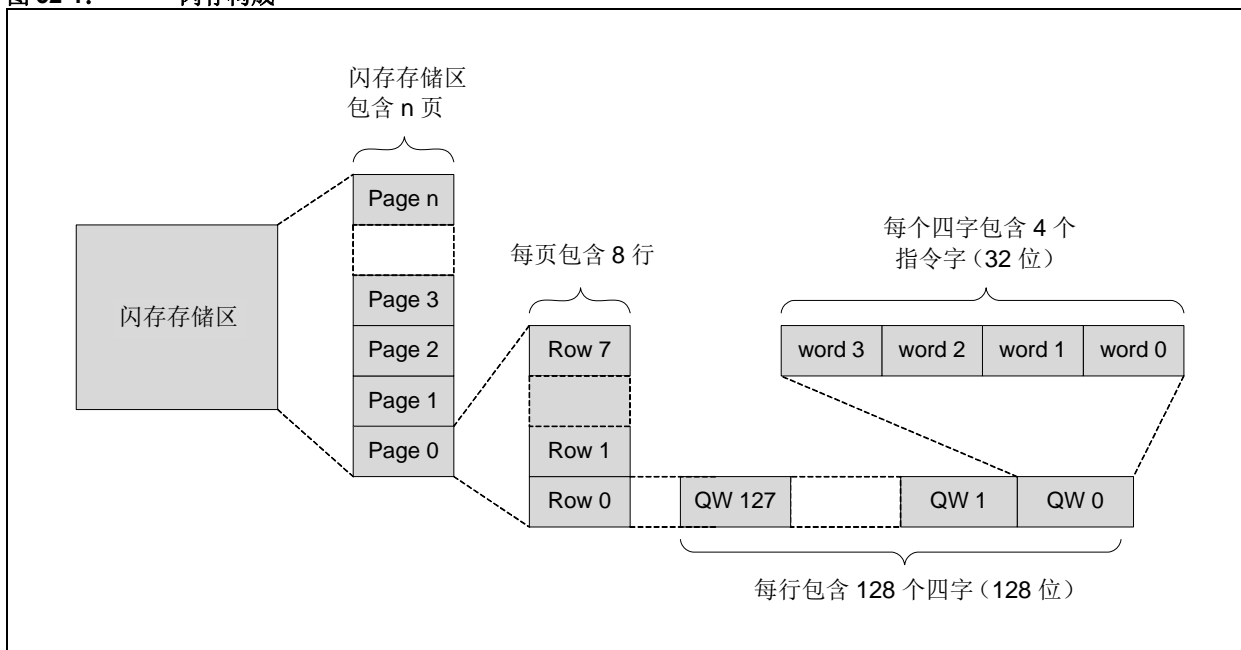 闪存存储区
包含 n 页
Page n
Page 3
Page 2
Page 1
Page 0
闪存存储区
每页包含 8 行
Row 7
Row 1
Row 0
每个四字包含 4 个
指令字（32 位）
word 3 word 2 word 1 word 0
QW 127 QW 1 QW 0
每行包含 128 个四字（128 位）